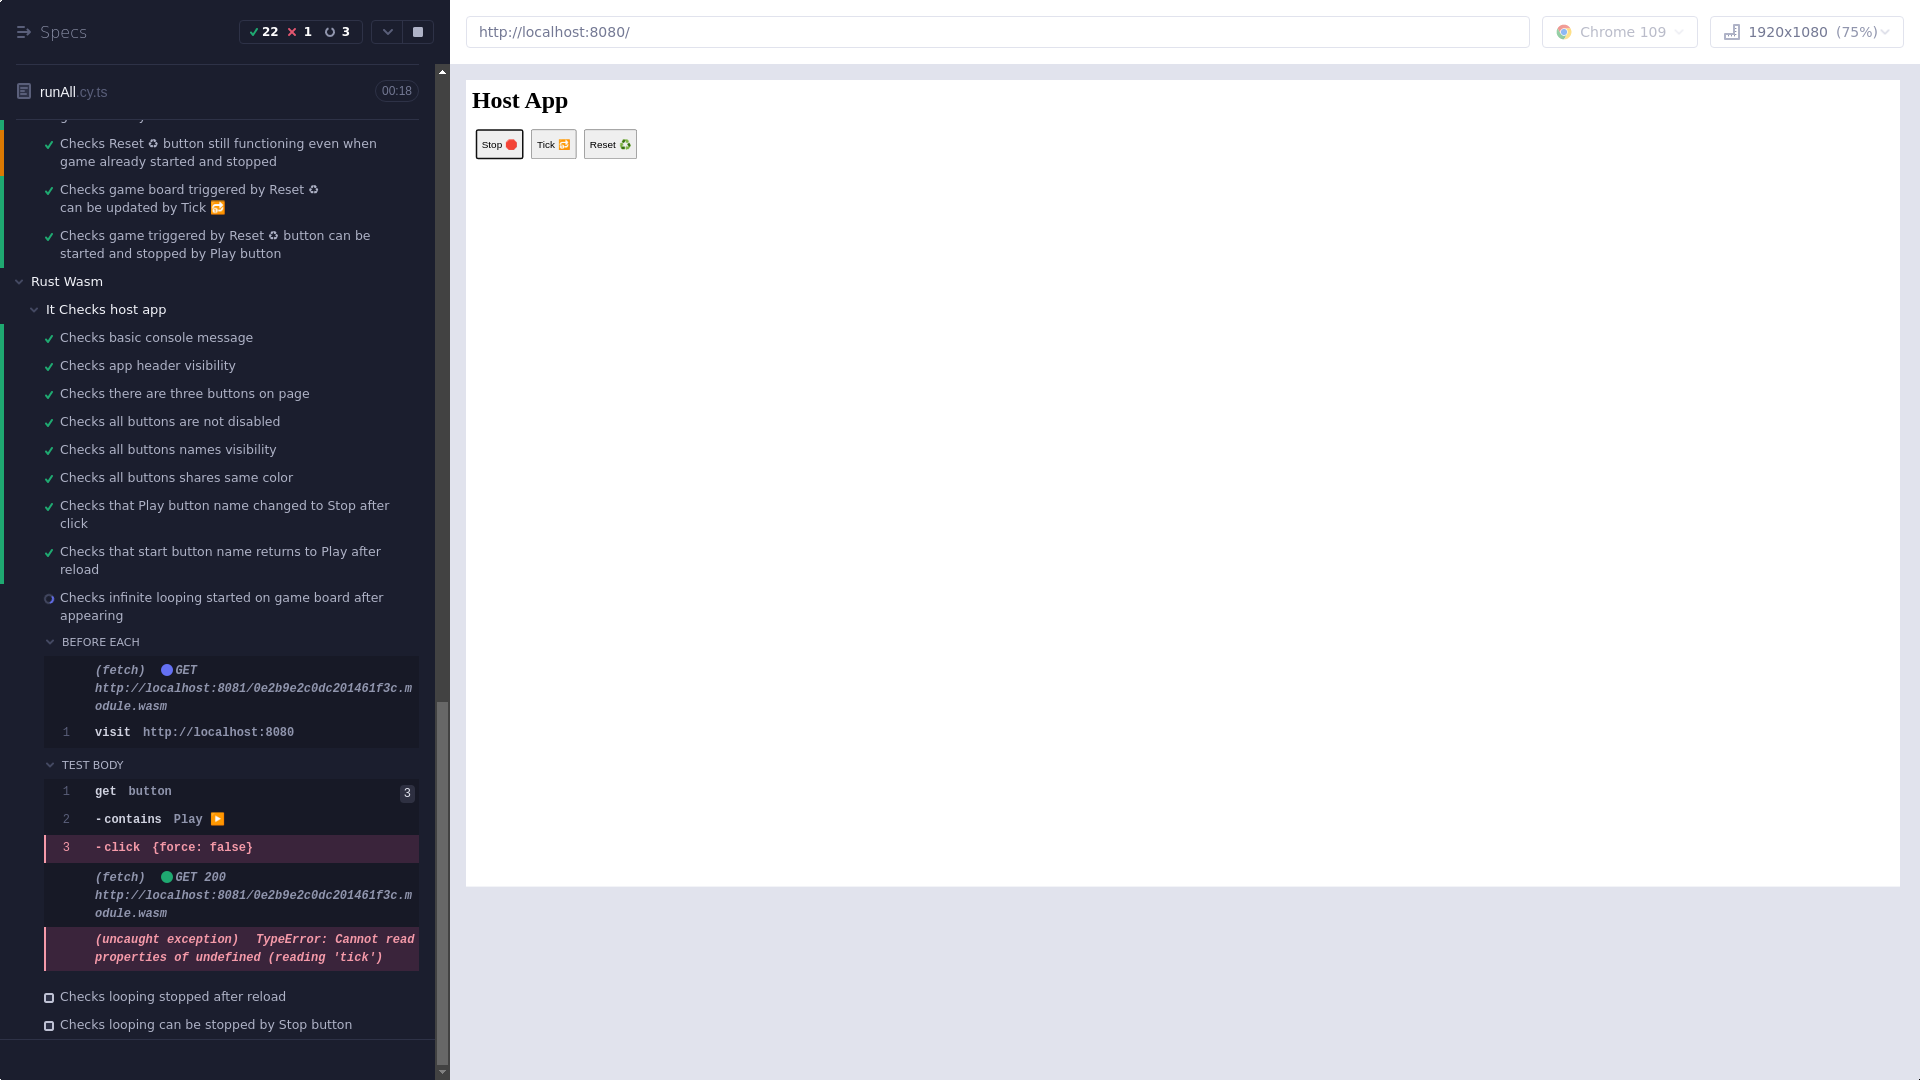 Specs
22 1 3
http://localhost:8080/
Chrome 109
1920x1080 (75%)
runAll.cy.ts
00:18
Checks Reset ♻ button still functioning even when
game already started and stopped
Checks game board triggered by Reset ♻
can be updated by Tick 🔁
Checks game triggered by Reset ♻ button can be
started and stopped by Play button
Rust Wasm
It Checks host app
Checks basic console message
Checks app header visibility
Checks there are three buttons on page
Checks all buttons are not disabled
Checks all buttons names visibility
Checks all buttons shares same color
Checks that Play button name changed to Stop after
click
Checks that start button name returns to Play after
reload
Checks infinite looping started on game board after
appearing
BEFORE EACH
(fetch) GET
http://localhost:8081/0e2b9e2c0dc201461f3c.m
odule.wasm
1 visit http://localhost:8080
TEST BODY
1 get button 3
2 -contains Play ▶️
3 -click {force: false}
(fetch) GET 200
http://localhost:8081/0e2b9e2c0dc201461f3c.m
odule.wasm
(uncaught exception) TypeError: Cannot read
properties of undefined (reading 'tick')
Checks looping stopped after reload
Checks looping can be stopped by Stop button
Host App
Stop 🛑 Tick 🔁 Reset ♻️